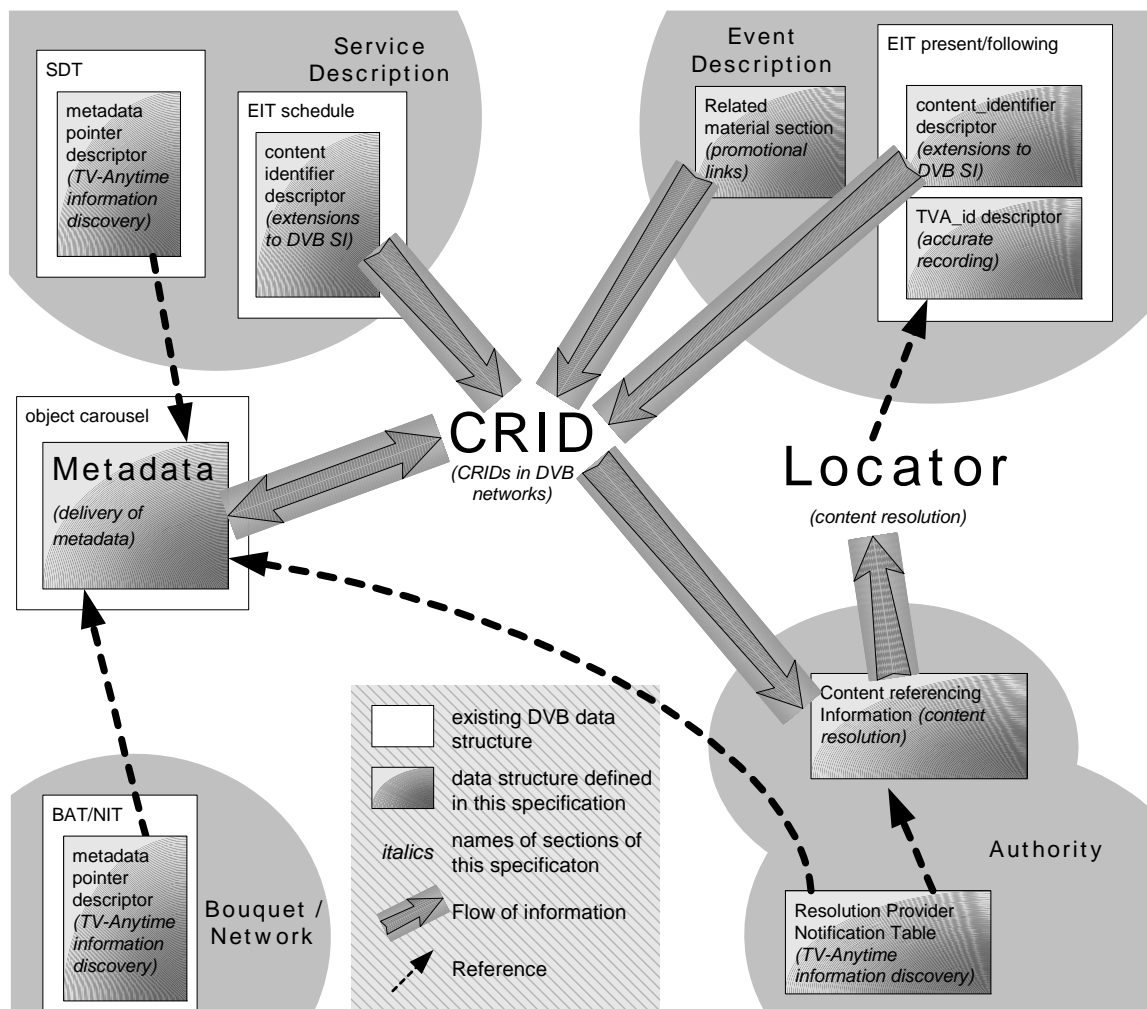 SDT
metadata
pointer
descriptor
(TV-Anytime
information
discovery)
Service
Description
EIT schedule
content
identifier
descriptor
(extensions
to DVB SI)
Event
Description
Related
material section
(promotional
links)
EIT present/following
content_identifier
descriptor
(extensions to
DVB SI)
TVA_id descriptor
(accurate
recording)
object carousel
Metadata
(delivery of
metadata)
CRID
(CRIDs in DVB
networks)
Locator
(content resolution)
Content referencing
Information (content
resolution)
Authority
Resolution Provider
Notification Table
(TV-Anytime
information discovery)
BAT/NIT
metadata
pointer
descriptor
(TV-Anytime
information
discovery)
Bouquet /
Network
existing DVB data
structure
data structure defined
in this specification
italics
names of sections of
this specificaton
Flow of information
Reference